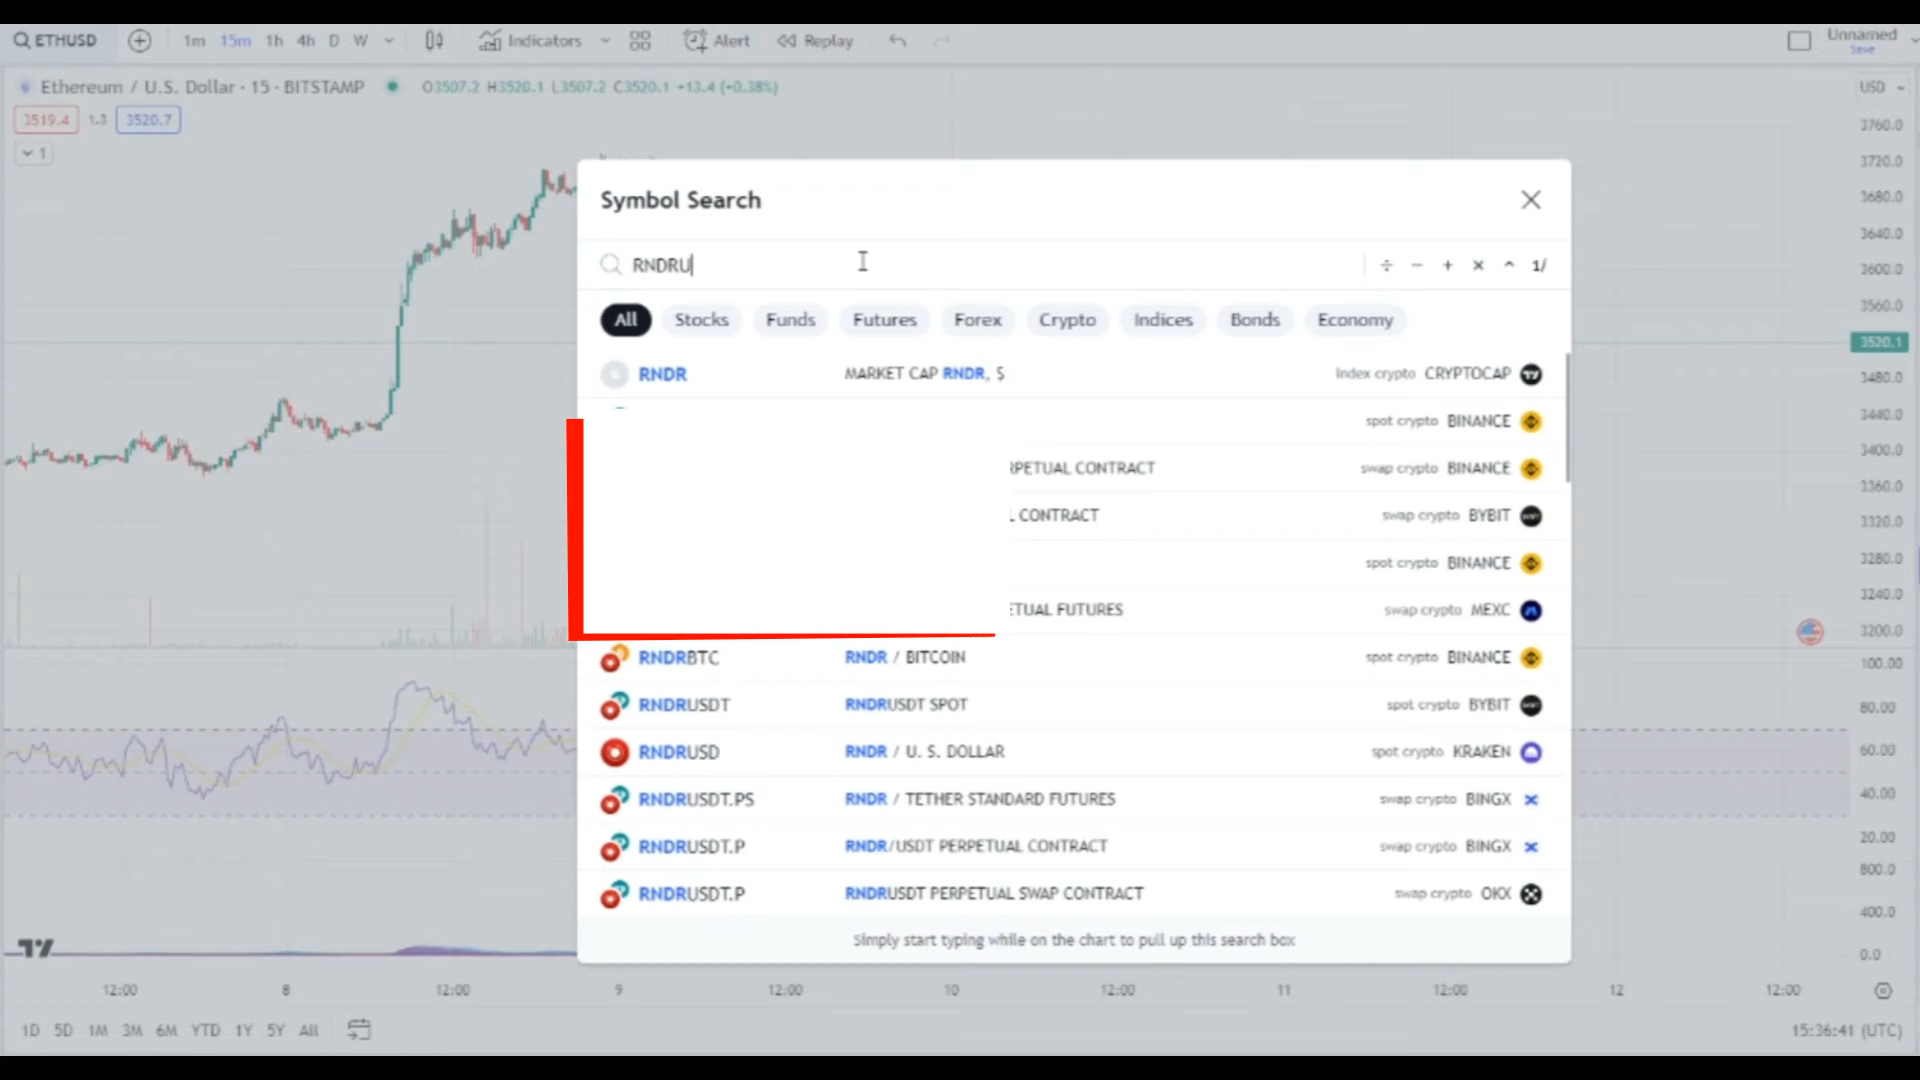 ETHUSD 1m 15m 1h 4h D W Indicators Alert Replay Unnamed
Save
Ethereum / U.S. Dollar · 15 · BITSTAMP O3507.2 H3520.1 L3507.2 C3520.1 +13.4 (+0.38%) USD
3519.4 1.3 3520.7
1
3760.0
3720.0
3680.0
3640.0
3600.0
3560.0
3520.1
3480.0
3440.0
3400.0
3360.0
3320.0
3280.0
3240.0
3200.0
100.00
80.00
60.00
40.00
20.00
800.0
400.0
0.0
Symbol Search
RNDRU ÷ − + × ^ 1/
All Stocks Funds Futures Forex Crypto Indices Bonds Economy
RNDR MARKET CAP RNDR, $ index crypto CRYPTOCAP
spot crypto BINANCE
RPETUAL CONTRACT swap crypto BINANCE
L CONTRACT swap crypto BYBIT
spot crypto BINANCE
ETUAL FUTURES swap crypto MEXC
RNDRBTC RNDR / BITCOIN spot crypto BINANCE
RNDRUSDT RNDRUSDT SPOT spot crypto BYBIT
RNDRUSD RNDR / U. S. DOLLAR spot crypto KRAKEN
RNDRUSDT.PS RNDR / TETHER STANDARD FUTURES swap crypto BINGX
RNDRUSDT.P RNDR/USDT PERPETUAL CONTRACT swap crypto BINGX
RNDRUSDT.P RNDRUSDT PERPETUAL SWAP CONTRACT swap crypto OKX
Simply start typing while on the chart to pull up this search box
12:00 8 12:00 9 12:00 10 12:00 11 12:00 12 12:00
1D 5D 1M 3M 6M YTD 1Y 5Y All 15:36:41 (UTC)